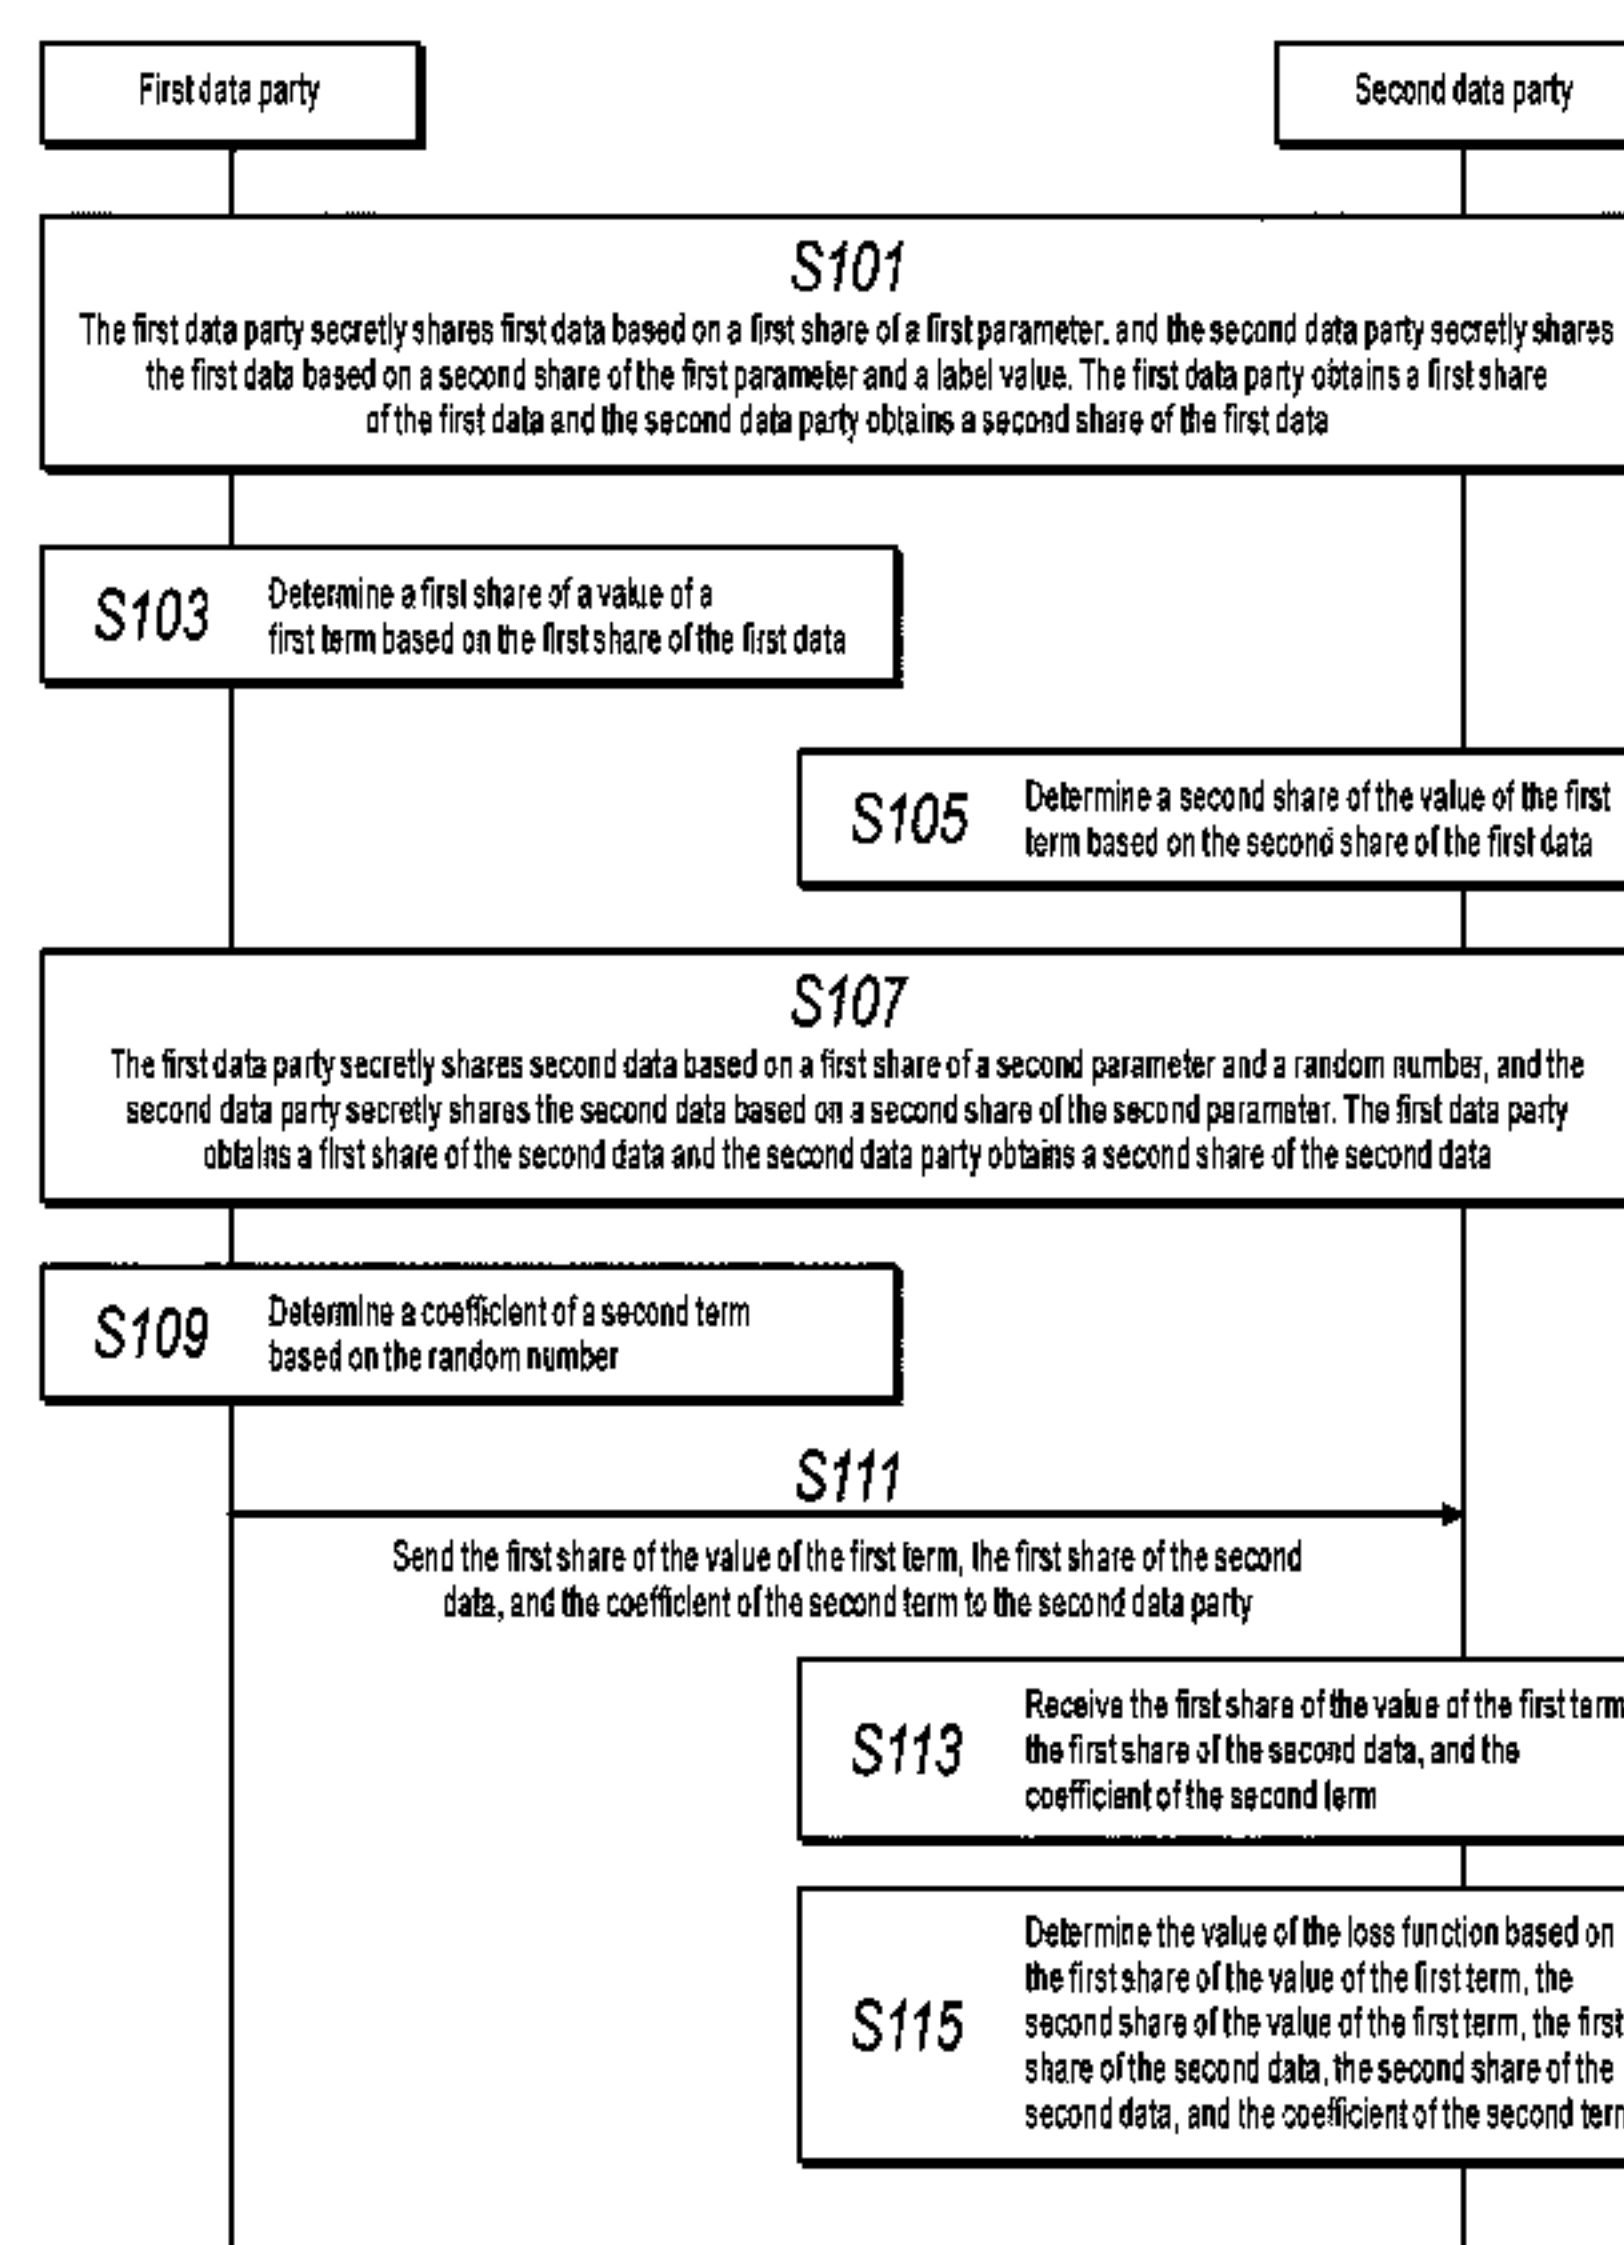 First data party
Second data party
S101
The first data party secretly shares first data based on a first share of a first parameter. and the second data party secretly shares
the first data based on a second share of the first parameter and a label value. The first data party obtains a first share
of the first data and the second data party obtains a second share of the first data
S103
Determine a first share of a value of a
first term based on the first share of the first data
S105
Determine a second share of the value of the first
term based on the second share of the first data
S107
The first data party secretly shares second data based on a first share of a second parameter and a random number, and the
second data party secretly shares the second data based on a second share of the second parameter. The first data party
obtains a first share of the second data and the second data party obtains a second share of the second data
S109
Determine a coefficient of a second term
based on the random number
S111
Send the first share of the value of the first term, the first share of the second
data, and the coefficient of the second term to the second data party
S113
Receive the first share of the value of the first term
the first share of the second data, and the
coefficient of the second term
S115
Determine the value of the loss function based on
the first share of the value of the first term, the
second share of the value of the first term, the first
share of the second data, the second share of the
second data, and the coefficient of the second term